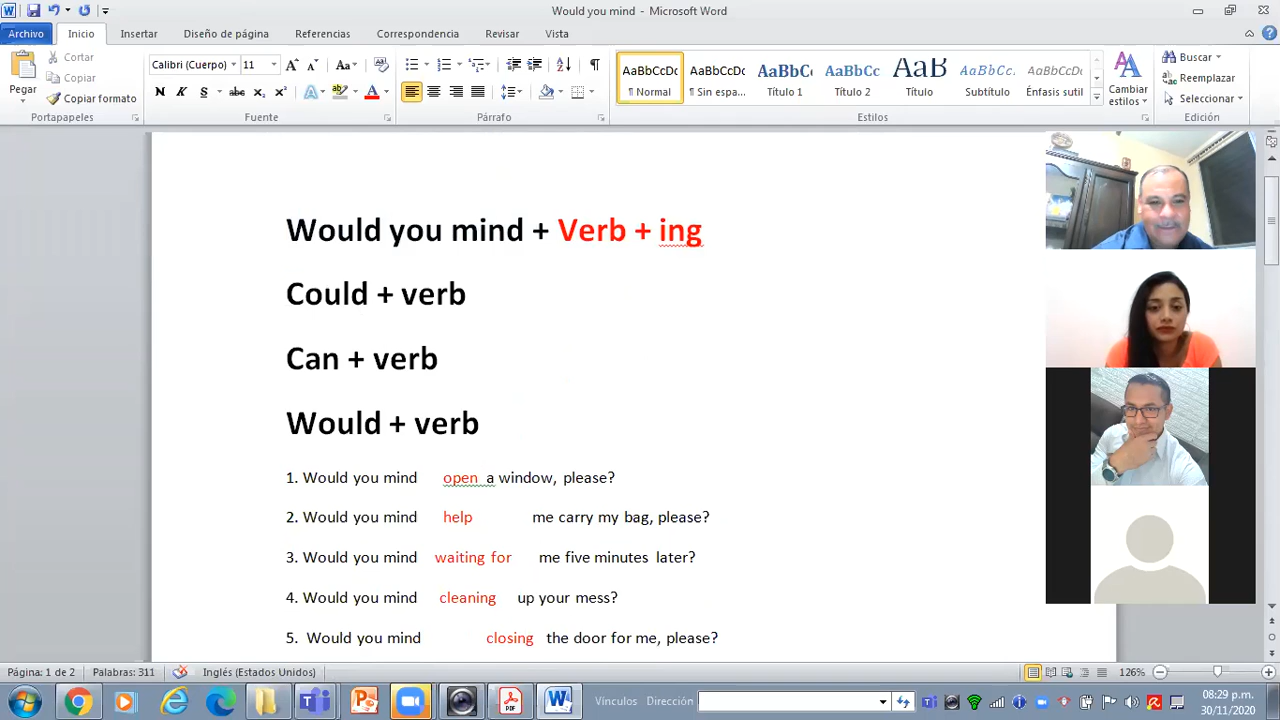 Would you mind - Microsoft Word
Archivo Inicio Insertar Diseño de página Referencias Correspondencia Revisar Vista
Cortar
Copiar
Copiar formato
Pegar
Portapapeles
Calibri (Cuerpo) 11
N K S abc x₂ x² Aa A
Fuente
Párrafo
AaBbCcDc AaBbCcDc AaBbC AaBbCc AaB AaBbCc. AaBbCcDc
¶ Normal ¶ Sin espa... Título 1 Título 2 Título Subtítulo Énfasis sutil
Cambiar estilos
Estilos
Buscar
Reemplazar
Seleccionar
Edición
Would you mind + Verb + ing
Could + verb
Can + verb
Would + verb
1. Would you mind open a window, please?
2. Would you mind help me carry my bag, please?
3. Would you mind waiting for me five minutes later?
4. Would you mind cleaning up your mess?
5. Would you mind closing the door for me, please?
Página: 1 de 2 Palabras: 311 Inglés (Estados Unidos) 126%
Vínculos Dirección
08:29 p.m.
30/11/2020